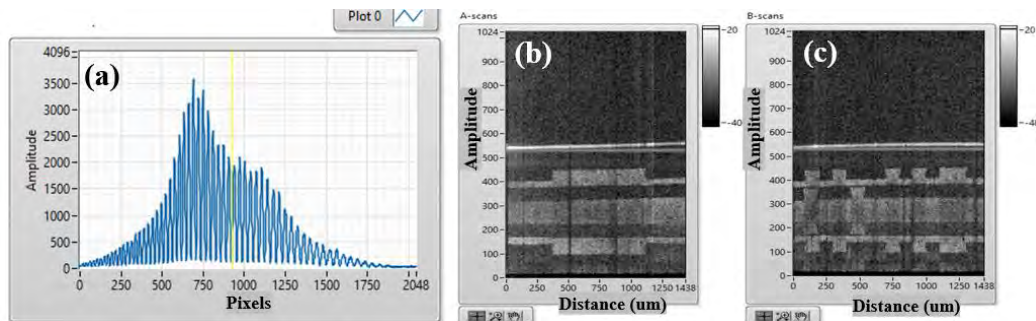 Plot 0
(a)
Amplitude
4096
3500
3000
2500
2000
1500
1000
500
0
0 250 500 750 1000 1250 1500 1750 2048
Pixels
A-scans
(b)
Amplitude
1024
900
800
700
600
500
400
300
200
100
0
0 250 500 750 1000 1250 1438
Distance (um)
-20
-40
B-scans
(c)
Amplitude
1024
900
800
700
600
500
400
300
200
100
0
0 250 500 750 1000 1250 1438
Distance (um)
-20
-40